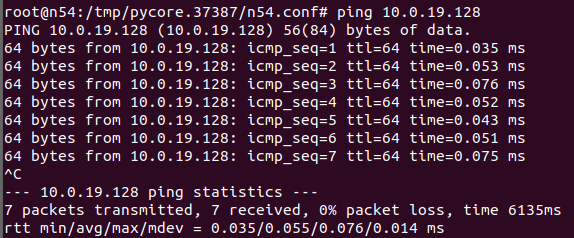 root@n54:/tmp/pycore.37387/n54.conf# ping 10.0.19.128
PING 10.0.19.128 (10.0.19.128) 56(84) bytes of data.
64 bytes from 10.0.19.128: icmp_seq=1 ttl=64 time=0.035 ms
64 bytes from 10.0.19.128: icmp_seq=2 ttl=64 time=0.053 ms
64 bytes from 10.0.19.128: icmp_seq=3 ttl=64 time=0.076 ms
64 bytes from 10.0.19.128: icmp_seq=4 ttl=64 time=0.052 ms
64 bytes from 10.0.19.128: icmp_seq=5 ttl=64 time=0.043 ms
64 bytes from 10.0.19.128: icmp_seq=6 ttl=64 time=0.051 ms
64 bytes from 10.0.19.128: icmp_seq=7 ttl=64 time=0.075 ms
^C
--- 10.0.19.128 ping statistics ---
7 packets transmitted, 7 received, 0% packet loss, time 6135ms
rtt min/avg/max/mdev = 0.035/0.055/0.076/0.014 ms